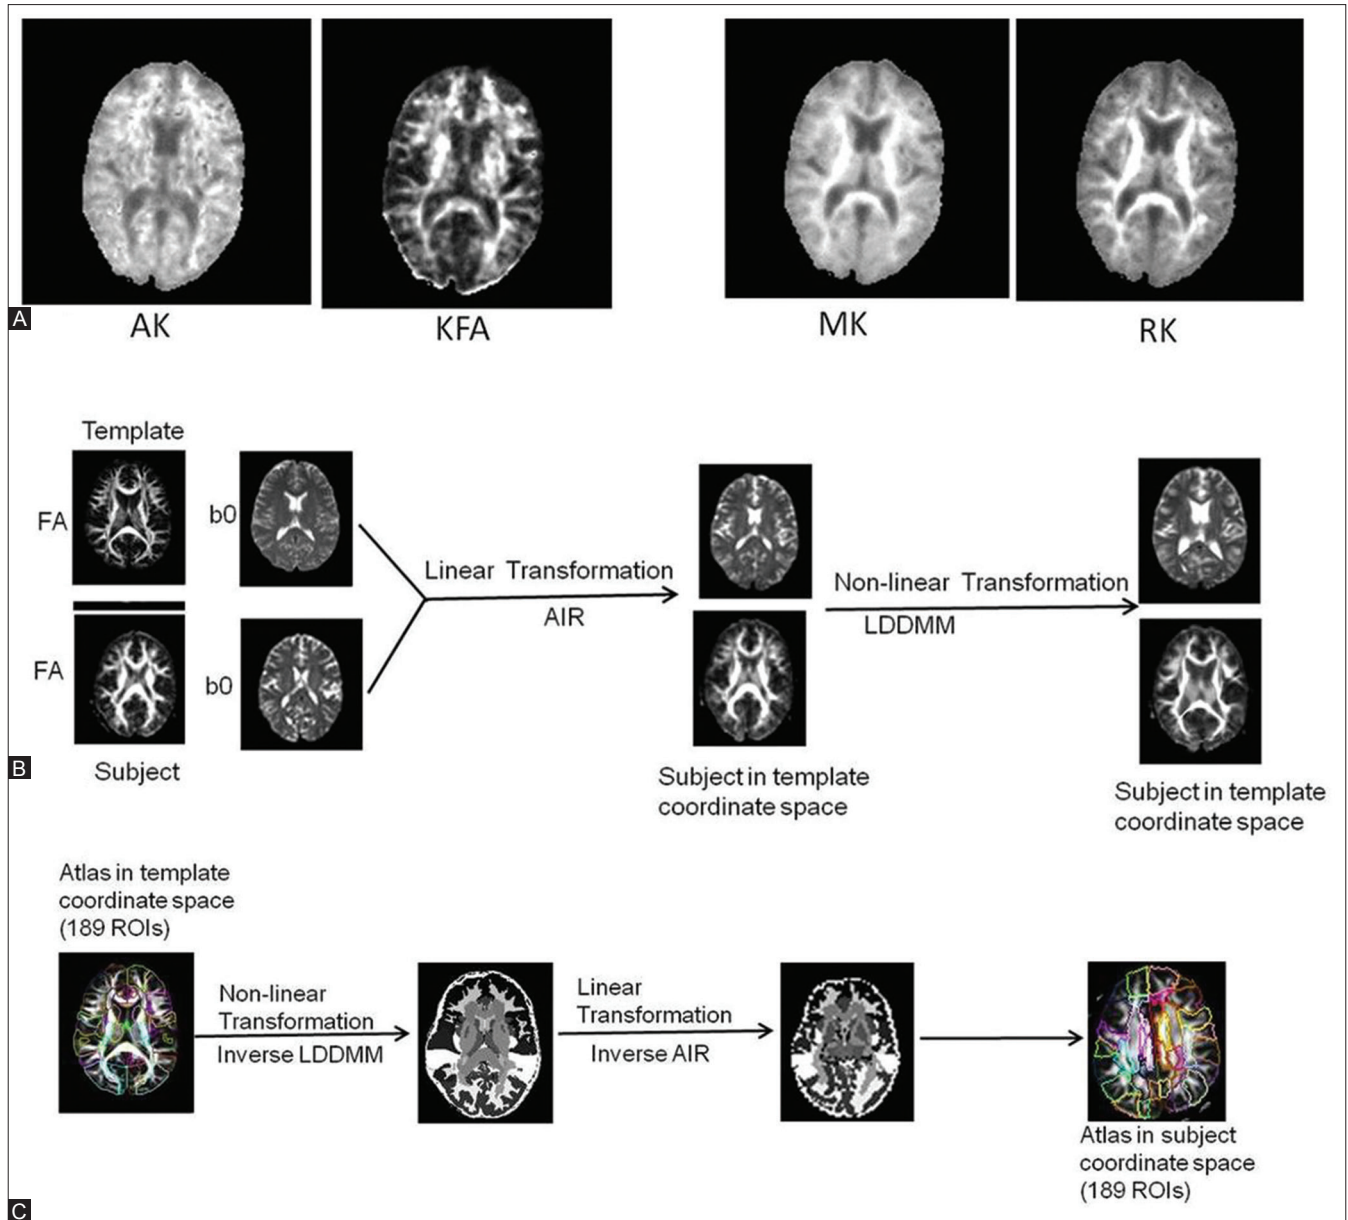 AK
KFA
MK
RK
A
Template
FA
b0
Linear Transformation
AIR
Non-linear Transformation
LDDMM
FA
b0
Subject
Subject in template
coordinate space
Subject in template
coordinate space
B
Atlas in template
coordinate space
(189 ROIs)
Non-linear
Transformation
Inverse LDDMM
Linear
Transformation
Inverse AIR
Atlas in subject
coordinate space
(189 ROIs)
C